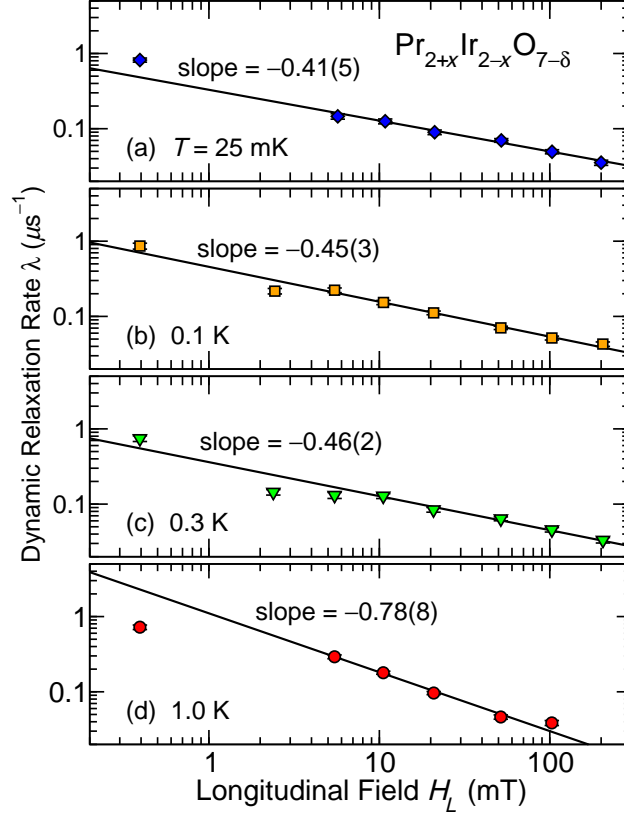 Pr2+xIr2−xO7−δ
1
slope = −0.41(5)
0.1
(a) T = 25 mK
1
slope = −0.45(3)
0.1
(b) 0.1 K
1
slope = −0.46(2)
0.1
(c) 0.3 K
1
slope = −0.78(8)
0.1
(d) 1.0 K
1 10 100
Longitudinal Field HL (mT)
Dynamic Relaxation Rate λ (μs−1)